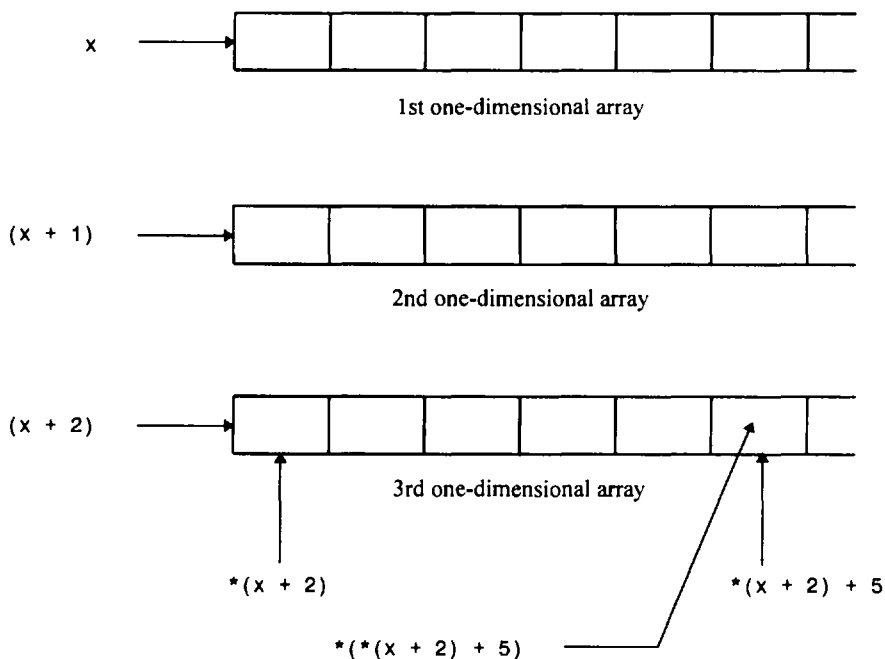 x
1st one-dimensional array
(x + 1)
2nd one-dimensional array
(x + 2)
3rd one-dimensional array
*(x + 2)
*(x + 2) + 5
*(*(x + 2) + 5)